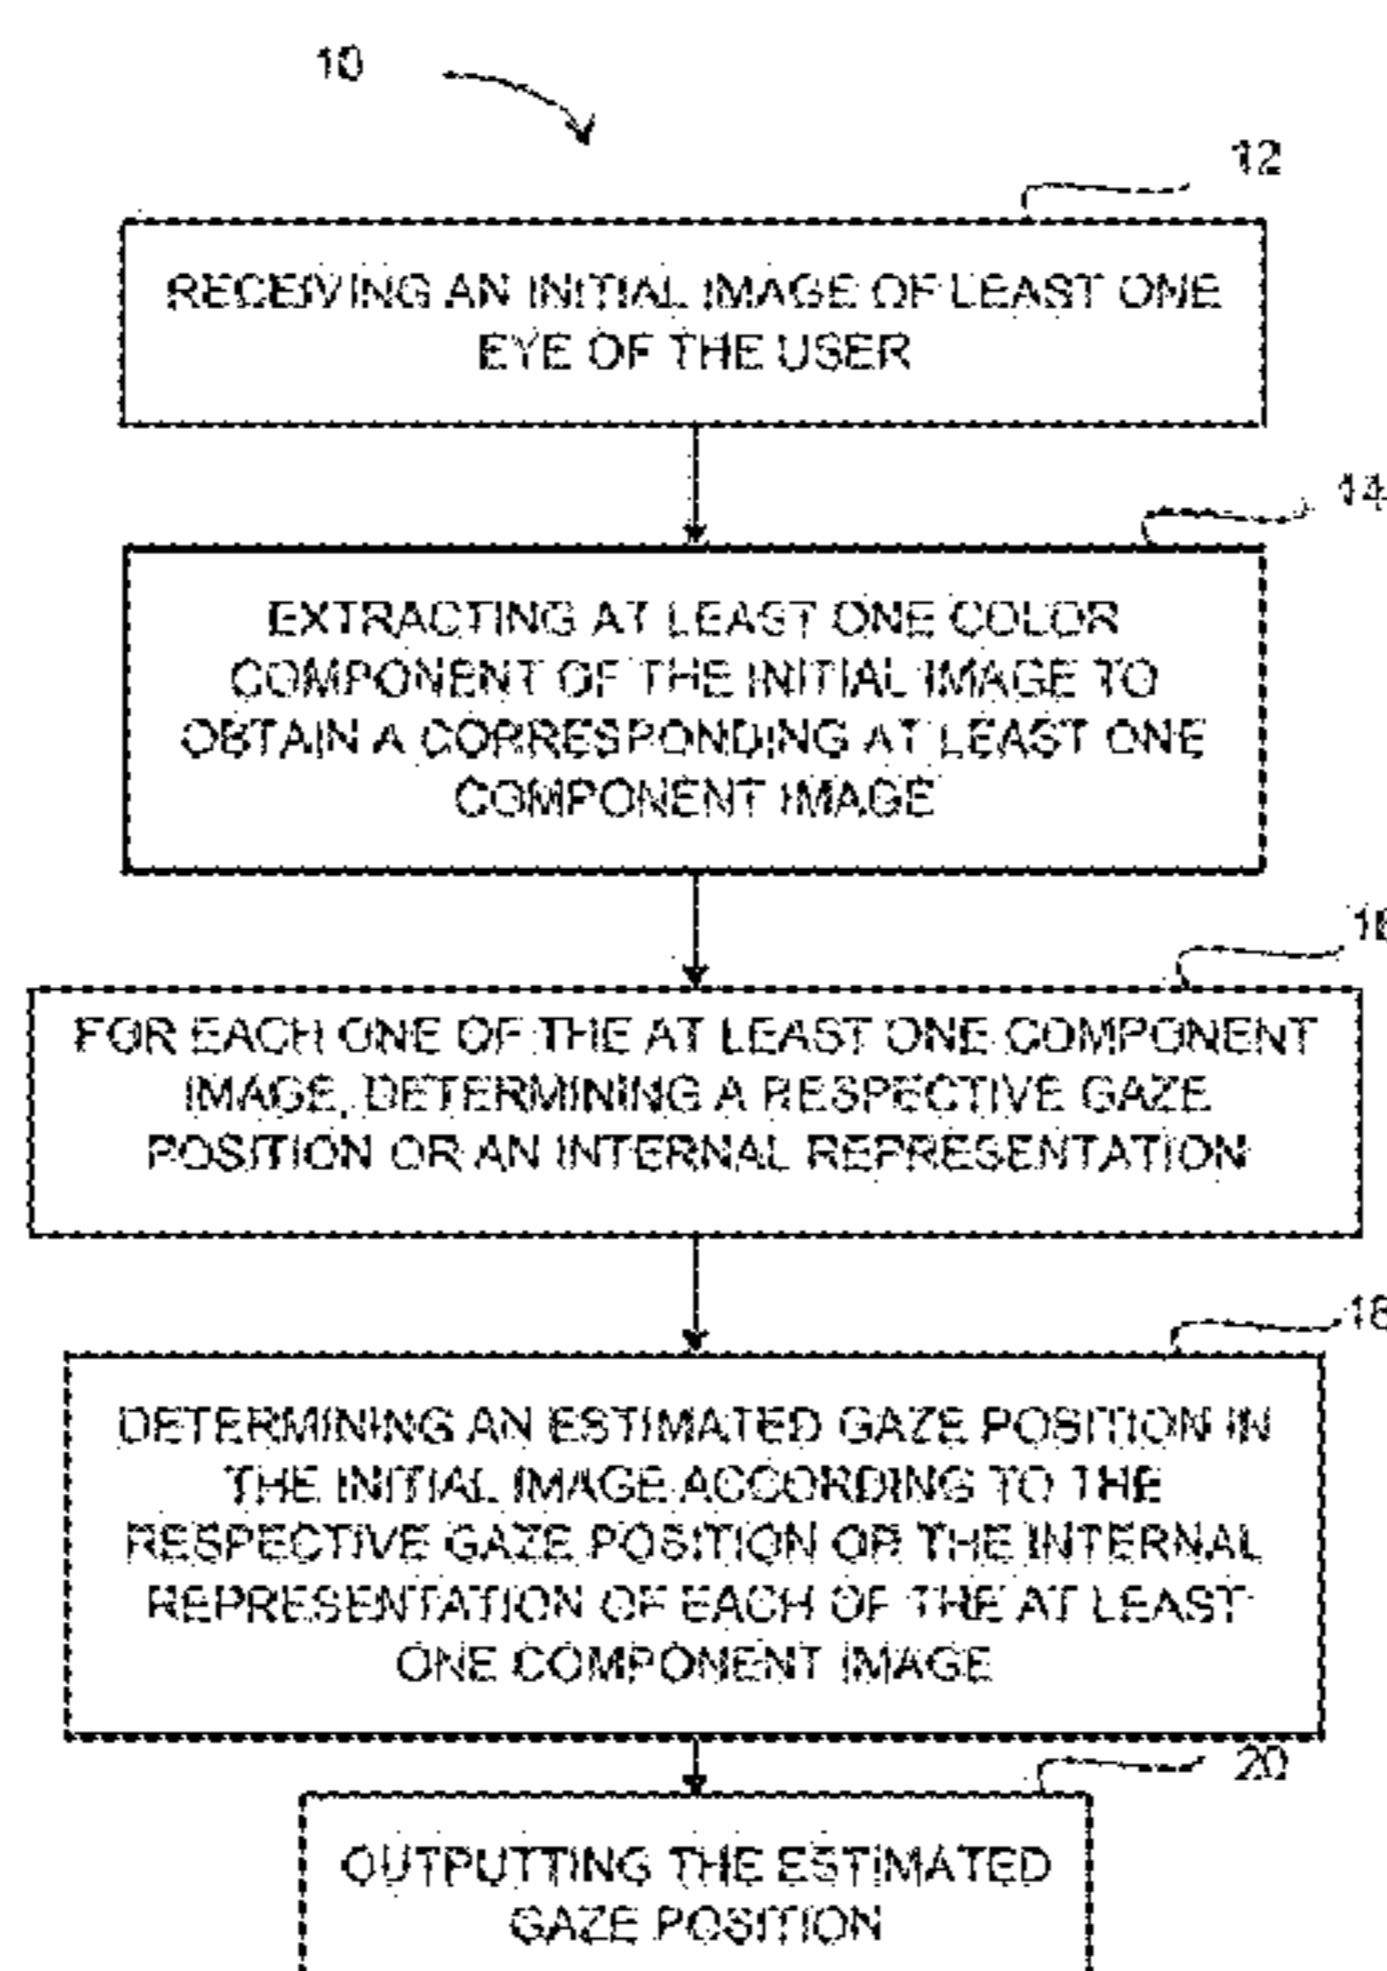 10
12
RECEIVING AN INITIAL IMAGE OF LEAST ONE
EYE OF THE USER
14
EXTRACTING AT LEAST ONE COLOR
COMPONENT OF THE INITIAL IMAGE TO
OBTAIN A CORRESPONDING AT LEAST ONE
COMPONENT IMAGE
FOR EACH ONE OF THE AT LEAST ONE COMPONENT
IMAGE, DETERMINING A RESPECTIVE GAZE
POSITION OR AN INTERNAL REPRESENTATION
18
DETERMINING AN ESTIMATED GAZE POSITION IN
THE INITIAL IMAGE ACCORDING TO THE
RESPECTIVE GAZE POSITION OR THE INTERNAL
REPRESENTATION OF EACH OF THE AT LEAST
ONE COMPONENT IMAGE
20
OUTPUTTING THE ESTIMATED
GAZE POSITION